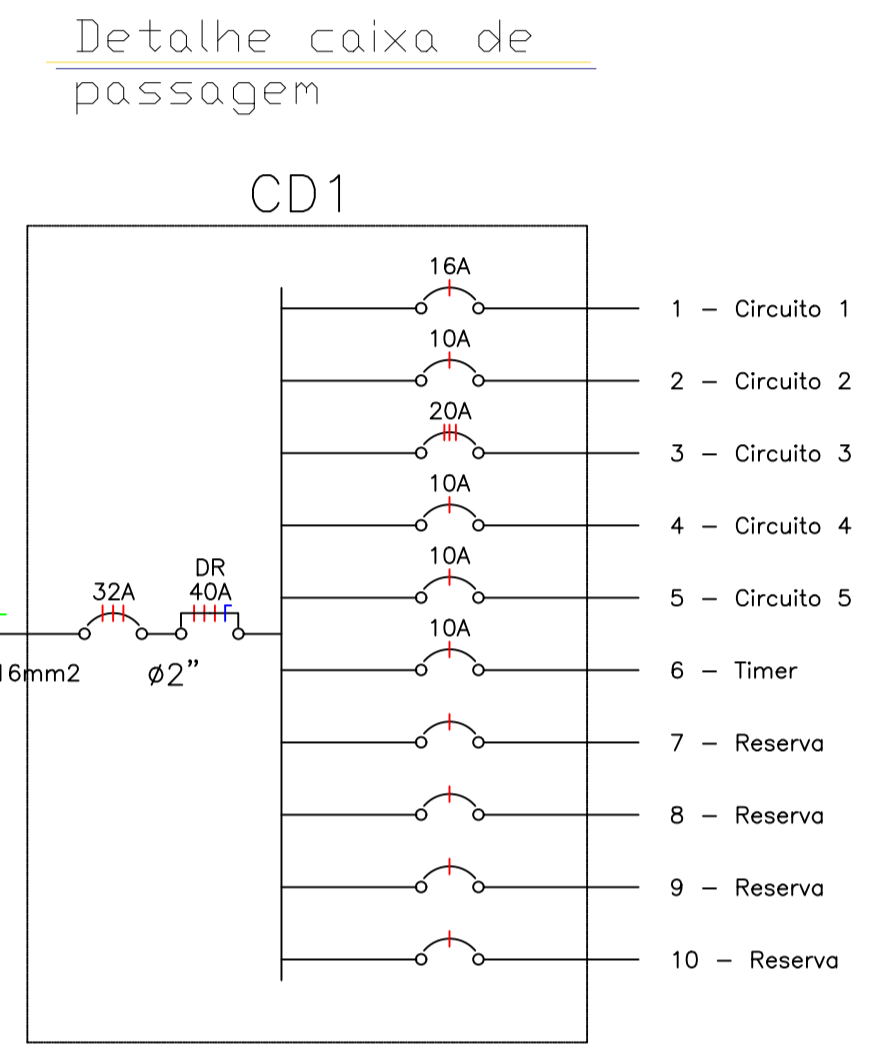 Detalhe caixa de
passagem
CD1
16A
1 - Circuito 1
10A
2 - Circuito 2
20A
3 - Circuito 3
10A
4 - Circuito 4
10A
5 - Circuito 5
DR
32A 40A
10A
16mm2 ø2"
6 - Timer
7 - Reserva
8 - Reserva
9 - Reserva
10 - Reserva